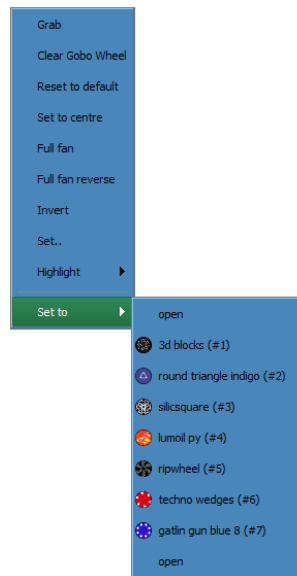 Grab
Clear Gobo Wheel
Reset to default
Set to centre
Full fan
Full fan reverse
Invert
Set..
Highlight
Set to
open
3d blocks (#1)
round triangle indigo (#2)
silicsquare (#3)
lumoil py (#4)
ripwheel (#5)
techno wedges (#6)
gatlin gun blue 8 (#7)
open